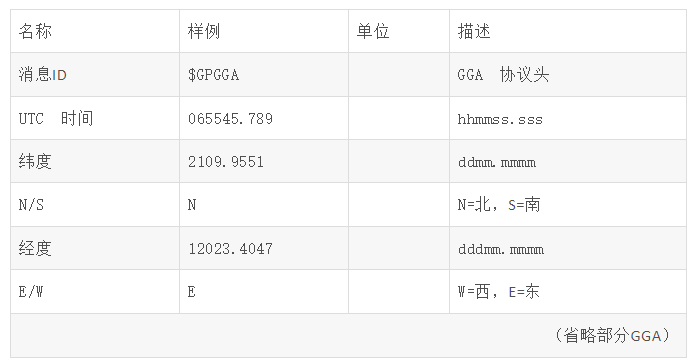 名称 样例 单位 描述
消息ID $GPGGA GGA 协议头
UTC 时间 065545.789 hhmmss.sss
纬度 2109.9551 ddmm.mmmm
N/S N N=北，S=南
经度 12023.4047 dddmm.mmmm
E/W E W=西，E=东
（省略部分GGA）